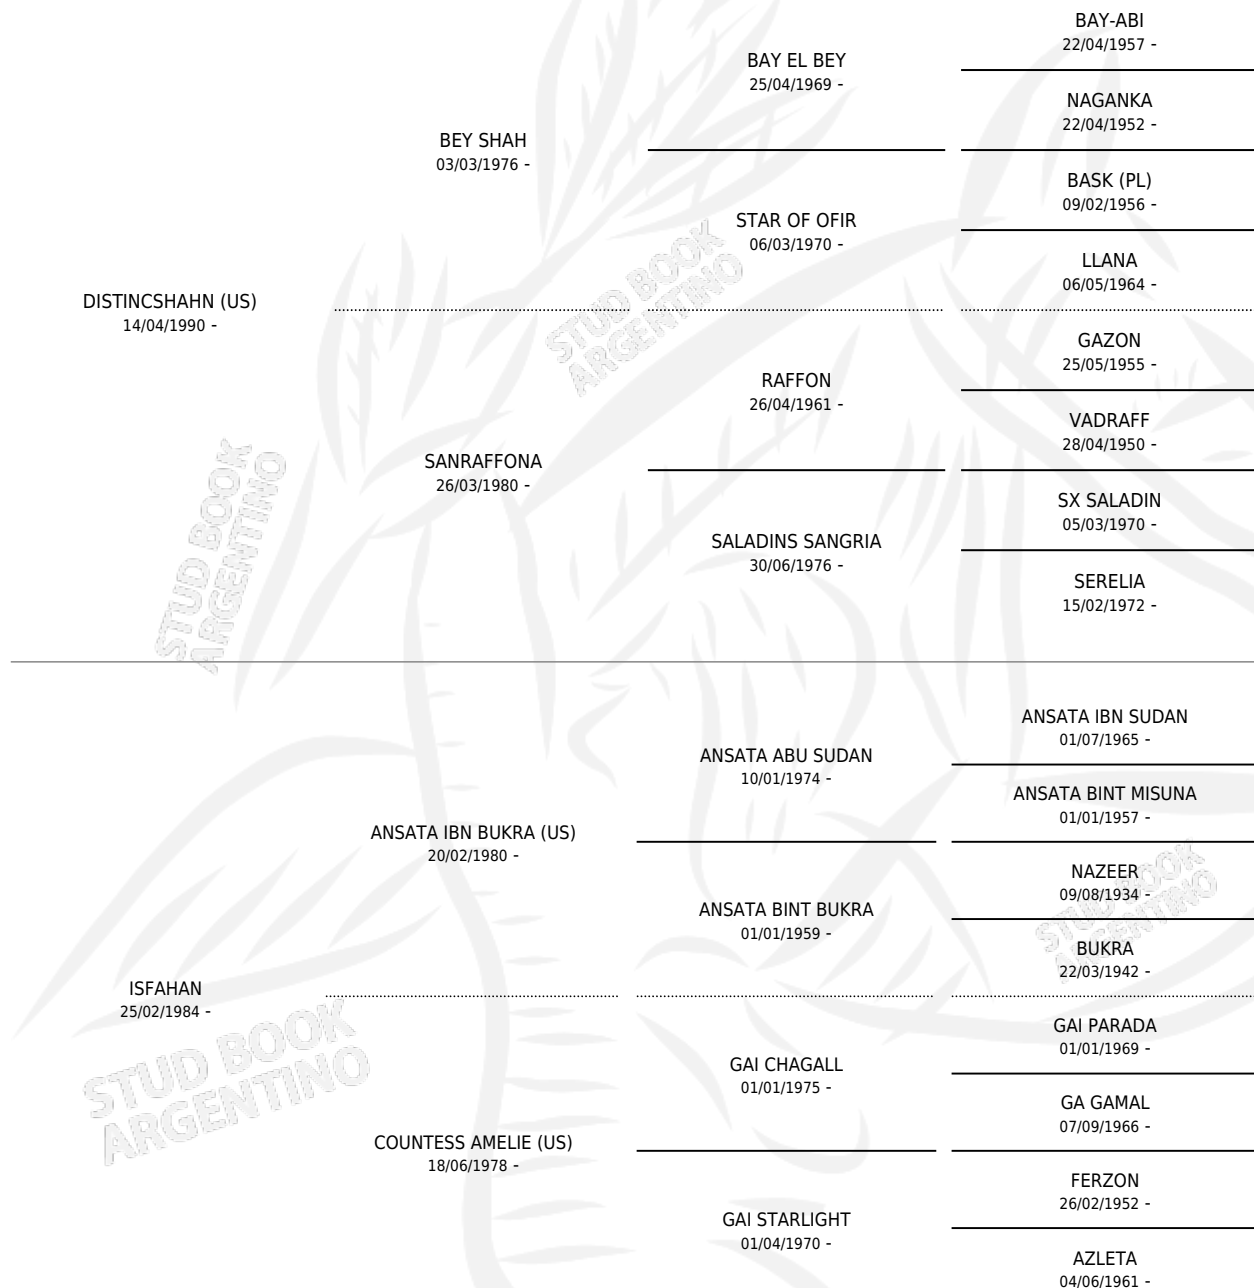 BAY-ABI
22/04/1957 -
BAY EL BEY
25/04/1969 -
NAGANKA
22/04/1952 -
BEY SHAH
03/03/1976 -
BASK (PL)
09/02/1956 -
STAR OF OFIR
06/03/1970 -
LLANA
06/05/1964 -
DISTINCSHAHN (US)
14/04/1990 -
GAZON
25/05/1955 -
RAFFON
26/04/1961 -
VADRAFF
28/04/1950 -
SANRAFFONA
26/03/1980 -
SX SALADIN
05/03/1970 -
SALADINS SANGRIA
30/06/1976 -
SERELIA
15/02/1972 -
STUD BOOK
ARGENTINO
STUD BOOK
ARGENTINO
ANSATA IBN SUDAN
01/07/1965 -
ANSATA ABU SUDAN
10/01/1974 -
ANSATA BINT MISUNA
01/01/1957 -
ANSATA IBN BUKRA (US)
20/02/1980 -
NAZEER
09/08/1934 -
ANSATA BINT BUKRA
01/01/1959 -
BUKRA
22/03/1942 -
ISFAHAN
25/02/1984 -
GAI PARADA
01/01/1969 -
GAI CHAGALL
01/01/1975 -
GA GAMAL
07/09/1966 -
COUNTESS AMELIE (US)
18/06/1978 -
FERZON
26/02/1952 -
GAI STARLIGHT
01/04/1970 -
AZLETA
04/06/1961 -
STUD BOOK
ARGENTINO
STUD BOOK
ARGENTINO